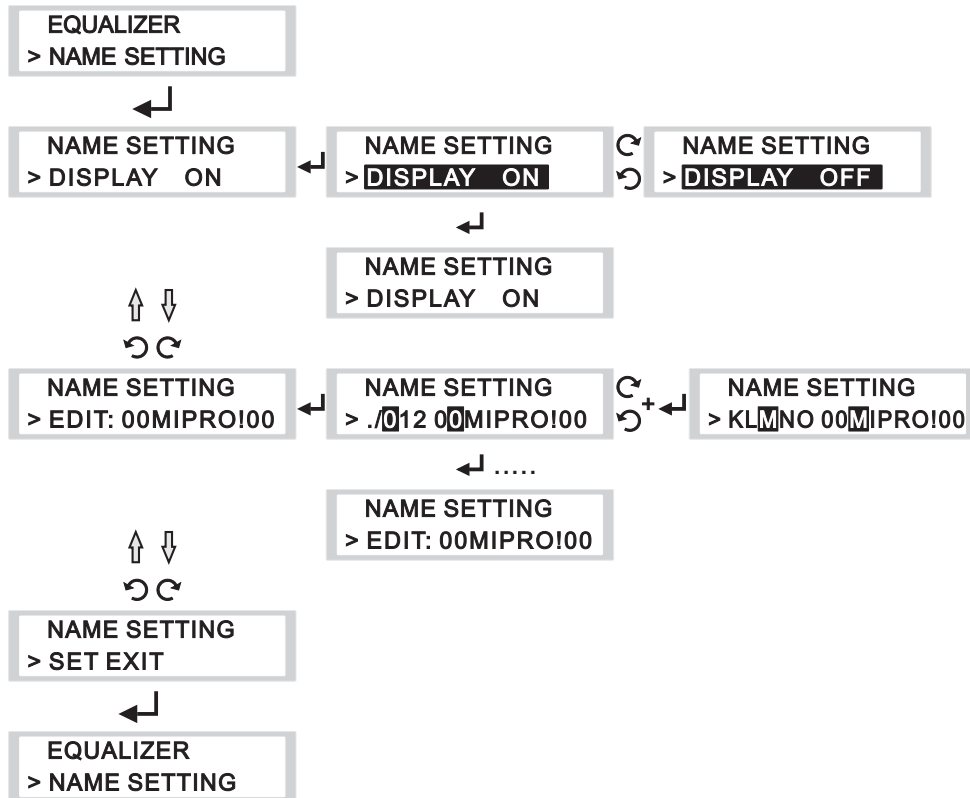 EQUALIZER
> NAME SETTING
NAME SETTING
> DISPLAY ON
NAME SETTING
> DISPLAY ON
NAME SETTING
> DISPLAY OFF
NAME SETTING
> DISPLAY ON
NAME SETTING
> EDIT: 00MIPRO!00
NAME SETTING
> ./012 00MIPRO!00
+
NAME SETTING
> KLMNO 00MIPRO!00
.....
NAME SETTING
> EDIT: 00MIPRO!00
NAME SETTING
> SET EXIT
EQUALIZER
> NAME SETTING